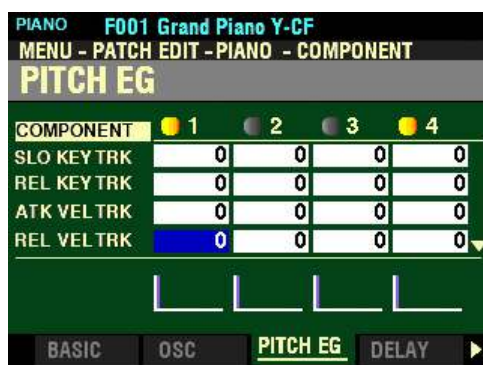 PIANO F001 Grand Piano Y-CF
MENU - PATCH EDIT - PIANO - COMPONENT
PITCH EG
COMPONENT 1 2 3 4
SLO KEY TRK 0 0 0 0
REL KEY TRK 0 0 0 0
ATK VEL TRK 0 0 0 0
REL VEL TRK 0 0 0 0
BASIC OSC PITCH EG DELAY